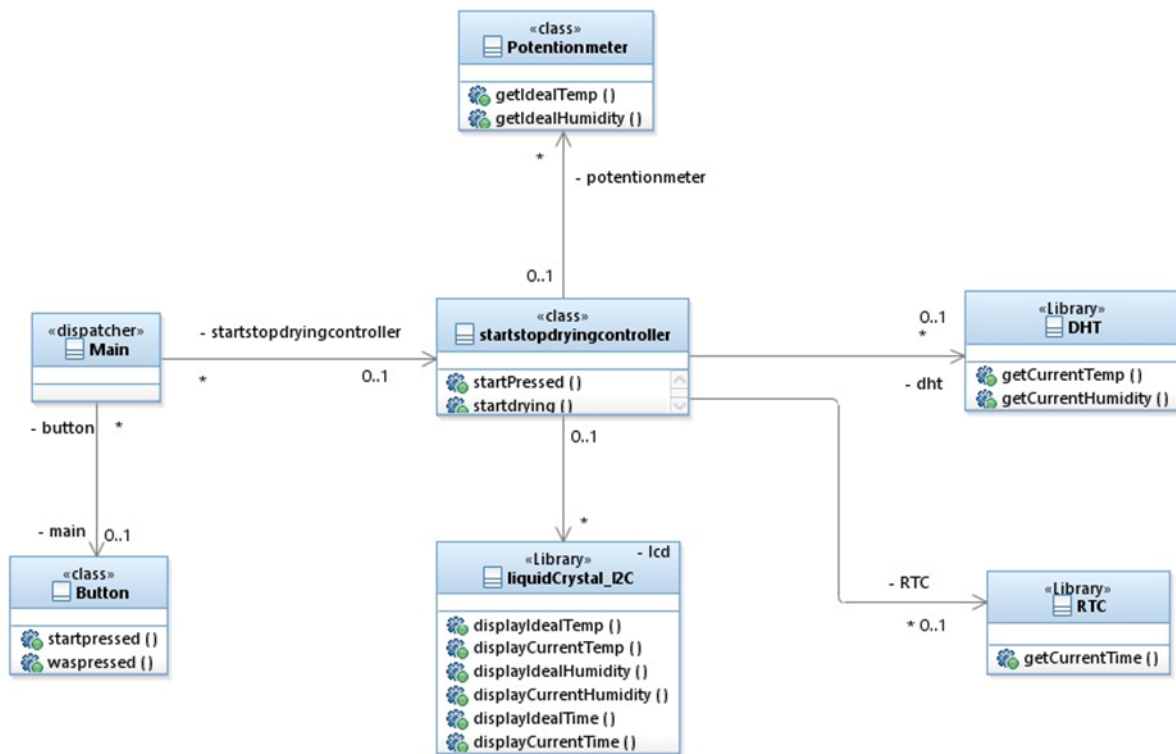 «class»
Potentionmeter
getIdealTemp ()
getIdealHumidity ()
*
- potentionmeter
0..1
«dispatcher»
Main
- startstopdryingcontroller
*
0..1
«class»
startstopdryingcontroller
startPressed ()
startdrying ()
0..1
*
- dht
«Library»
DHT
getCurrentTemp ()
getCurrentHumidity ()
- button
*
- main
0..1
«class»
Button
startpressed ()
waspressed ()
0..1
*
«Library»
- lcd
liquidCrystal_I2C
displayIdealTemp ()
displayCurrentTemp ()
displayIdealHumidity ()
displayCurrentHumidity ()
displayIdealTime ()
displayCurrentTime ()
- RTC
* 0..1
«Library»
RTC
getCurrentTime ()